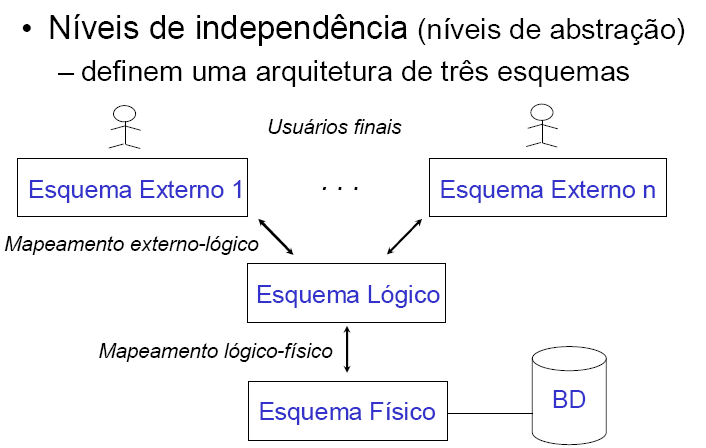 • Níveis de independência (níveis de abstração)
– definem uma arquitetura de três esquemas
Usuários finais
Esquema Externo 1
. . .
Esquema Externo n
Mapeamento externo-lógico
Esquema Lógico
Mapeamento lógico-físico
Esquema Físico
BD